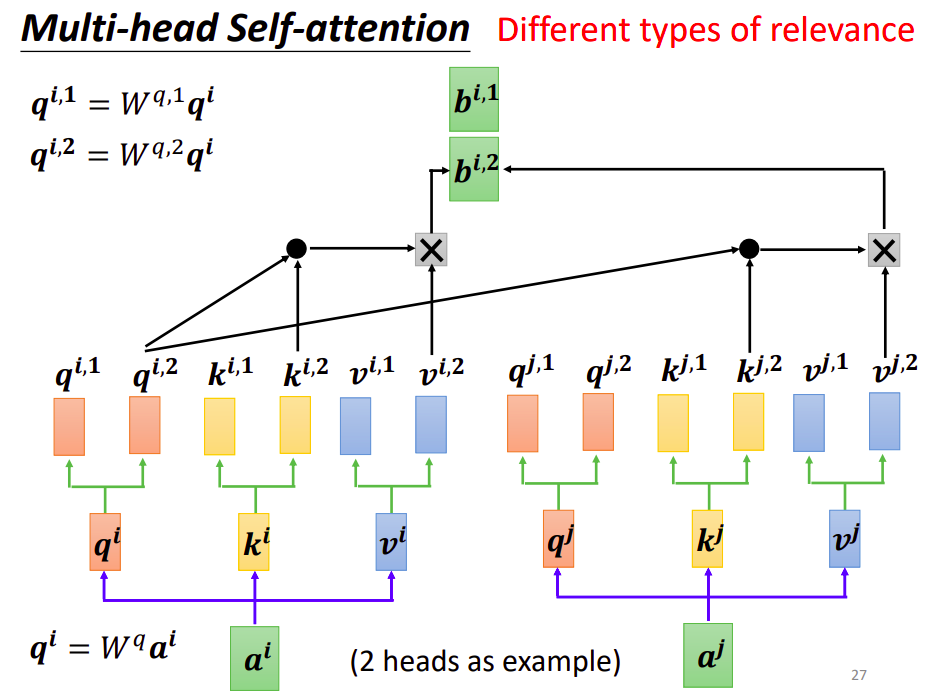 Multi-head Self-attention Different types of relevance
q^{i,1} = W^{q,1}q^i
q^{i,2} = W^{q,2}q^i
b^{i,1}
b^{i,2}
q^{i,1} q^{i,2} k^{i,1} k^{i,2} v^{i,1} v^{i,2} q^{j,1} q^{j,2} k^{j,1} k^{j,2} v^{j,1} v^{j,2}
q^i k^i v^i q^j k^j v^j
q^i = W^q a^i
a^i (2 heads as example) a^j
27